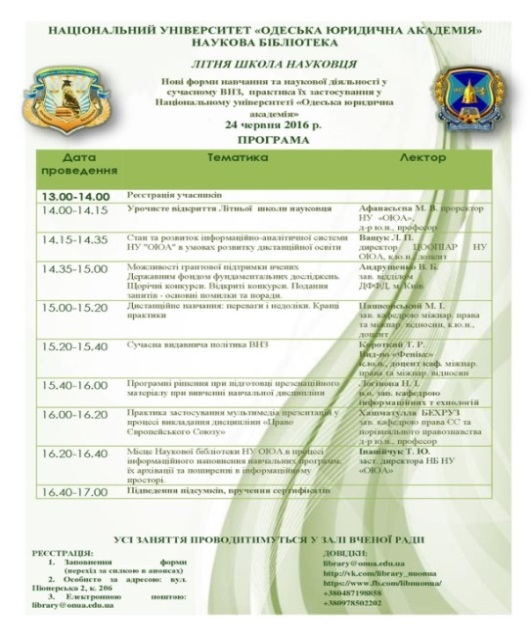 НАЦІОНАЛЬНИЙ УНІВЕРСИТЕТ «ОДЕСЬКА ЮРИДИЧНА АКАДЕМІЯ»
НАУКОВА БІБЛІОТЕКА
ЛІТНЯ ШКОЛА НАУКОВЦЯ
Нові форми навчання та наукової діяльності у
сучасному ВНЗ, практика їх застосування у
Національному університеті «Одеська юридична
академія»
24 червня 2016 р.
ПРОГРАМА
Дата проведення Тематика Лектор
13.00-14.00 Реєстрація учасників
14.00-14.15 Урочисте відкриття Літньої школи науковця Афанасьєва М. В. проректор
НУ «ОЮА»,
д-р ю.н., професор
14.15-14.35 Стан та розвиток інформаційно-аналітичної системи Ващук Л. П.
НУ "ОЮА" в умовах розвитку дистанційної освіти директор ЦООПІАР НУ
ОЮА, к.ю.н., доцент
14.35-15.00 Можливості грантової підтримки вчених Андрущенко В. Б.
Державним фондом фундаментальних досліджень. зав. відділом
Щорічні конкурси. Відкриті конкурси. Подання ДФФД, м. Київ
запитів - основні помилки та поради.
15.00-15.20 Дистанційне навчання: переваги і недоліки. Кращі М. І.
практики зав. кафедрою міжнар. права
та міжнар. відносин, к.ю.н.,
доцент
15.20-15.40 Сучасна видавнича політика ВНЗ Короткий Т. Р.
Вид-во «Фенікс»
к.ю.н., доцент каф. міжнар.
права та міжнар. відносин
15.40-16.00 Програмні рішення при підготовці презентаційного Логінова Н. І.
матеріалу при вивченні навчальної дисципліни в.о. зав. кафедрою
інформаційних технологій
16.00-16.20 Практика застосування мультимедіа презентацій у Хашматулла БЕХРУЗ
процесі викладання дисципліни «Право зав. кафедрою права ЄС та
Європейського Союзу» порівняльного правознавства
д-р ю.н., професор
16.20-16.40 Місце Наукової бібліотеки НУ ОЮА в процесі Іванійчук Т. Ю.
інформаційного наповнення навчальних програм, заст. директора НБ НУ
їх архівації та поширенні в інформаційному «ОЮА»
просторі.
16.40-17.00 Підведення підсумків, вручення сертифікатів
УСІ ЗАНЯТТЯ ПРОВОДИТИМУТЬСЯ У ЗАЛІ ВЧЕНОЇ РАДИ
РЕЄСТРАЦІЯ:
1. Заповнення форми
(перехід за силкою в анонсах)
2. Особисто за адресою: вул.
Піонерська 2, к. 206
3. Електронною поштою:
library@onua.edu.ua
ДОВІДКИ:
library@onua.edu.ua
http://vk.com/library_nuonua
https://www.fb.com/libnuonua/
+380487198858
+380978502202